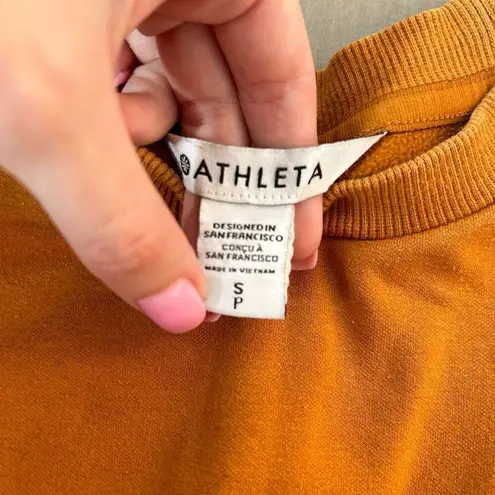 ATHLETA
DESIGNED IN
SAN FRANCISCO
CONÇU À
SAN FRANCISCO
MADE IN VIETNAM
S
P